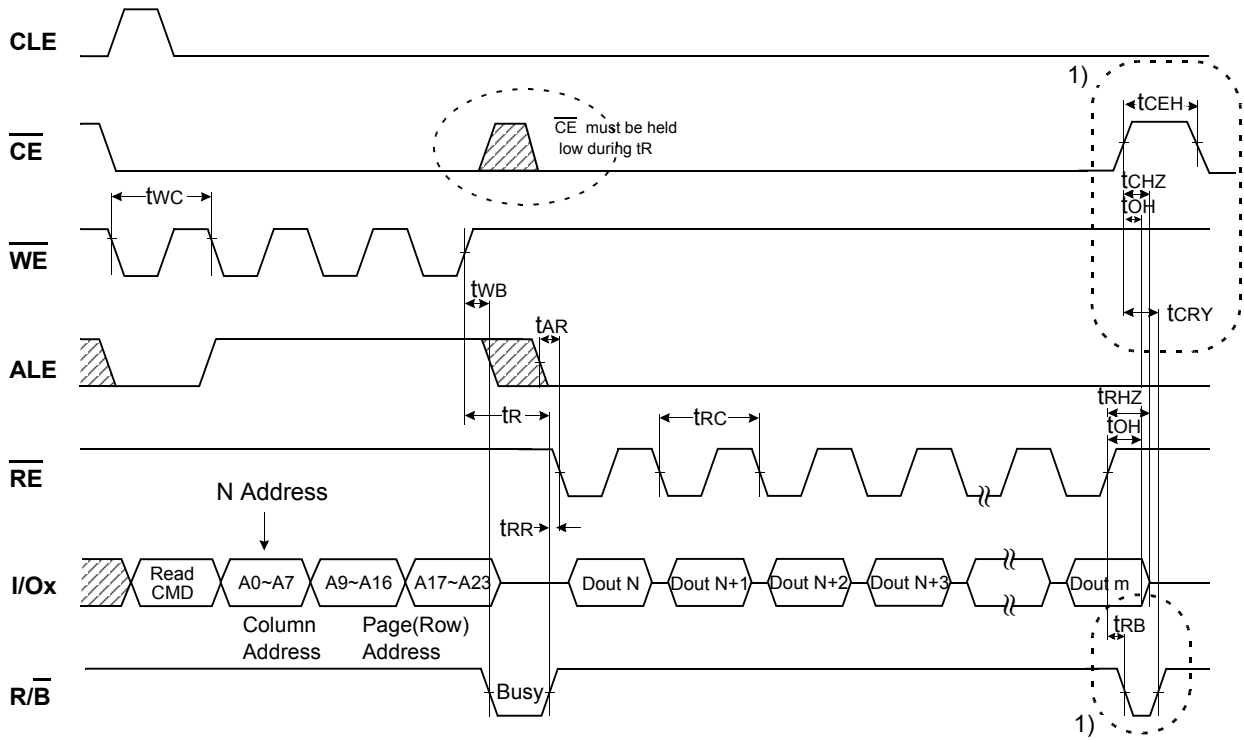 CLE
1)
tCEH
CE
CE must be held
low during tR
tCHZ
tOH
tWC
WE
tWB
tCRY
tAR
ALE
tR
tRC
tRHZ
tOH
RE
N Address
tRR
I/Ox
Read
CMD
A0~A7
A9~A16
A17~A23
Dout N
Dout N+1
Dout N+2
Dout N+3
Dout m
Column
Address
Page(Row)
Address
tRB
R/B
Busy
1)